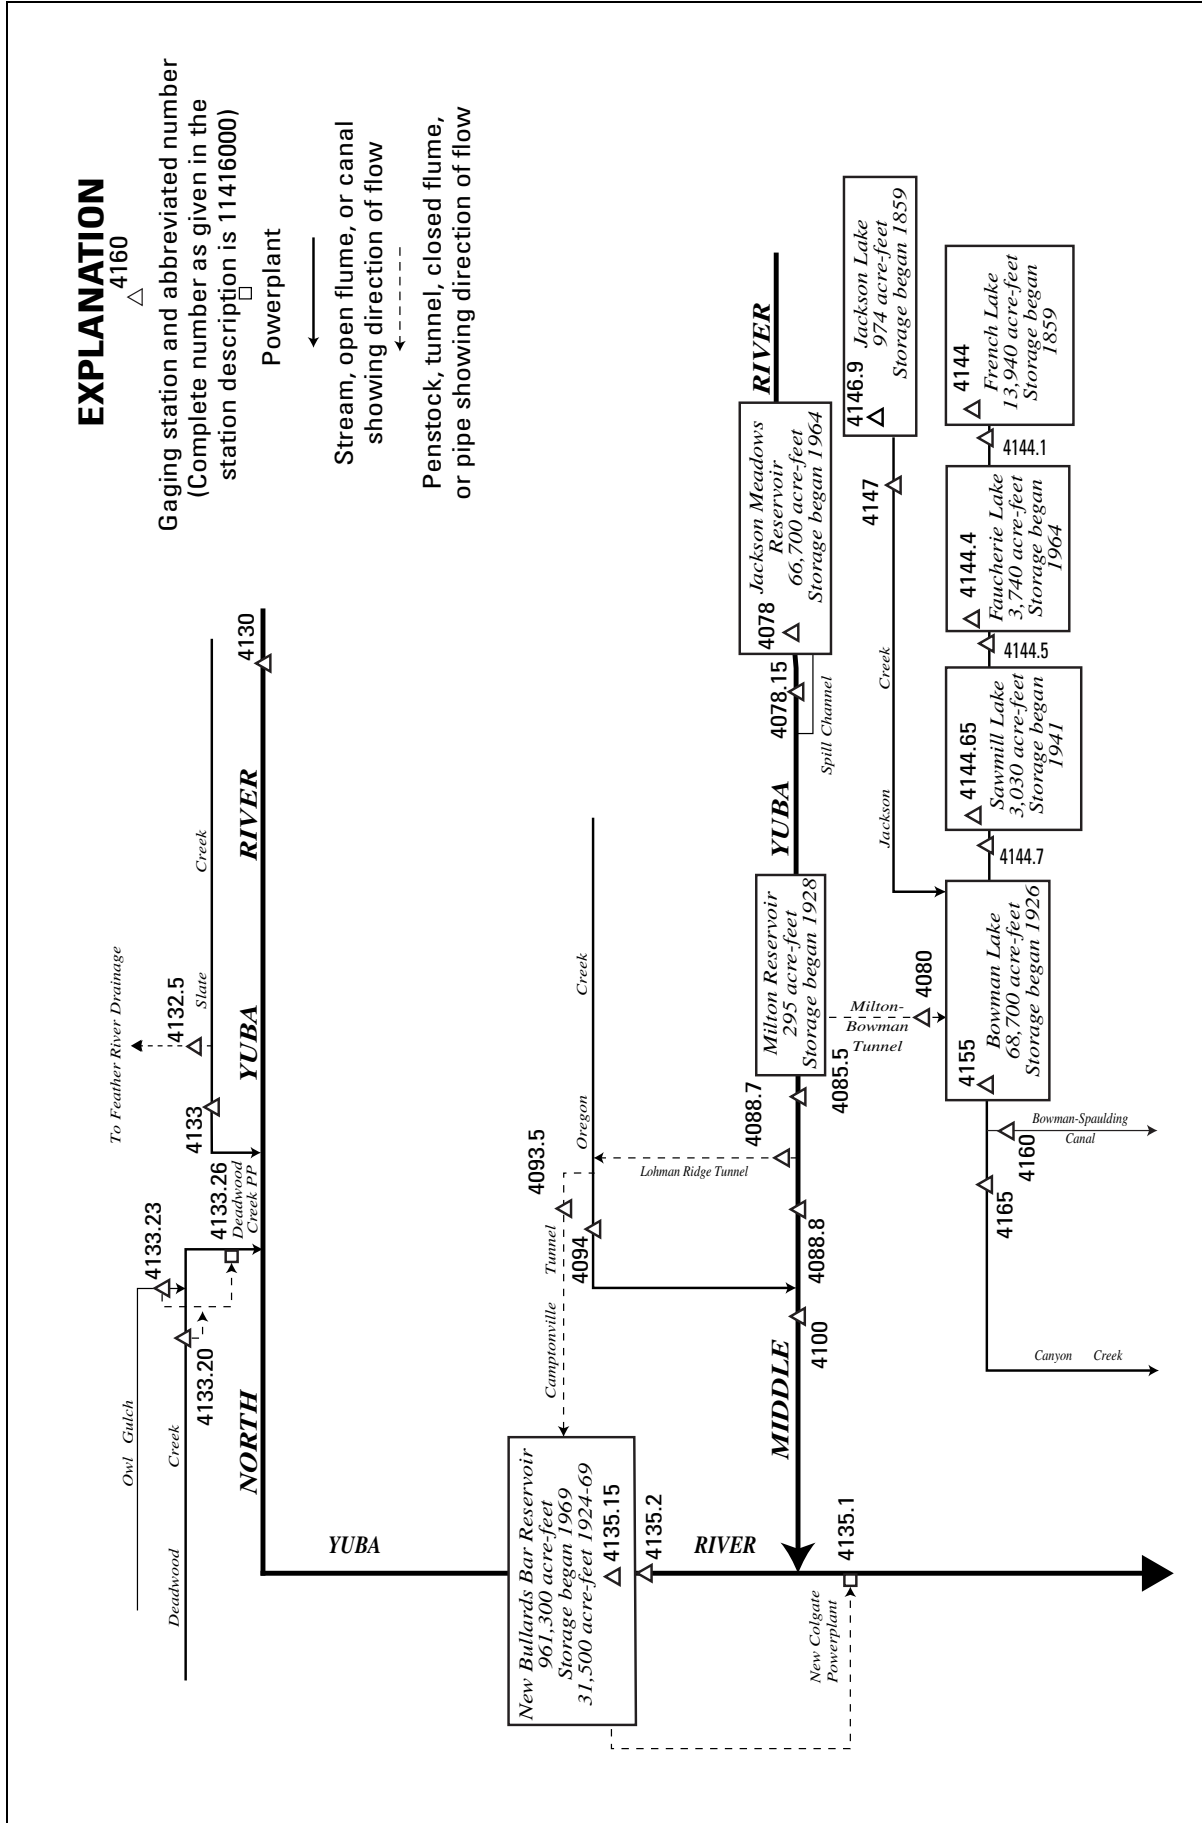 EXPLANATION
4160
Gaging station and abbreviated number
(Complete number as given in the
station description is 11416000)
Powerplant
Stream, open flume, or canal
showing direction of flow
Penstock, tunnel, closed flume,
or pipe showing direction of flow
Owl Gulch
Deadwood
Creek
4133.20
4133.23
4133.26
Deadwood
Creek PP
To Feather River Drainage
4133
4132.5
Slate
Creek
NORTH
YUBA
RIVER
4130
YUBA
New Bullards Bar Reservoir
961,300 acre-feet
Storage began 1969
31,500 acre-feet 1924-69
4135.15
4135.2
RIVER
New Colgate
Powerplant
4135.1
Camptonville
Tunnel
4093.5
4094
Oregon
Creek
Lohman Ridge Tunnel
4088.7
MIDDLE
4100
4088.8
4085.5
Milton Reservoir
295 acre-feet
Storage began 1928
YUBA
4078.15
Spill Channel
4078
Jackson Meadows
Reservoir
66,700 acre-feet
Storage began 1964
RIVER
Milton-
Bowman
Tunnel
4080
Jackson
Creek
4147
4146.9
Jackson Lake
974 acre-feet
Storage began 1859
4155
Bowman Lake
68,700 acre-feet
Storage began 1926
4144.7
4144.65
Sawmill Lake
3,030 acre-feet
Storage began
1941
4144.5
4144.4
Faucherie Lake
3,740 acre-feet
Storage began
1964
4144.1
4144
French Lake
13,940 acre-feet
Storage began
1859
4165
4160
Bowman-Spaulding
Canal
Canyon Creek